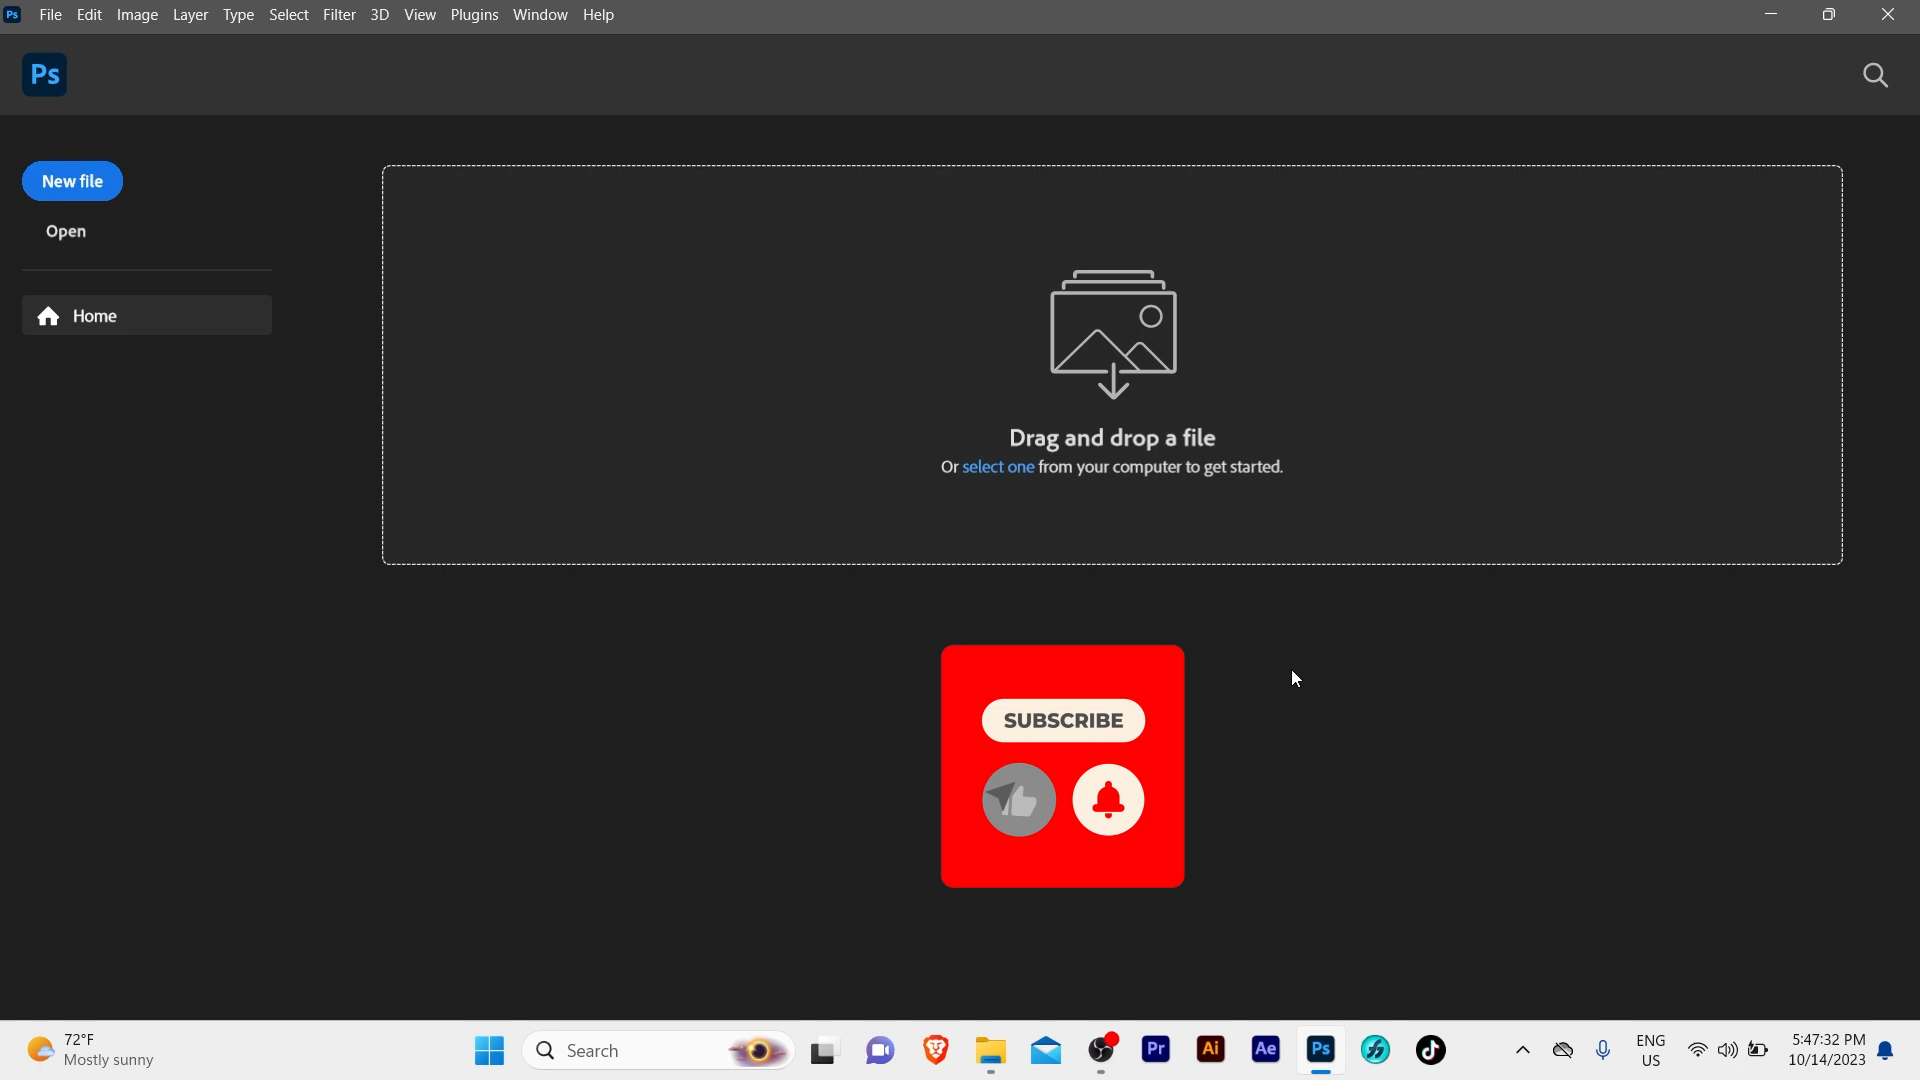 Ps File Edit Image Layer Type Select Filter 3D View Plugins Window Help
Ps
New file
Open
Home
Drag and drop a file
Or select one from your computer to get started.
SUBSCRIBE
72°F
Mostly sunny
Search
Pr Ai Ae Ps
ENG
US
5:47:32 PM
10/14/2023